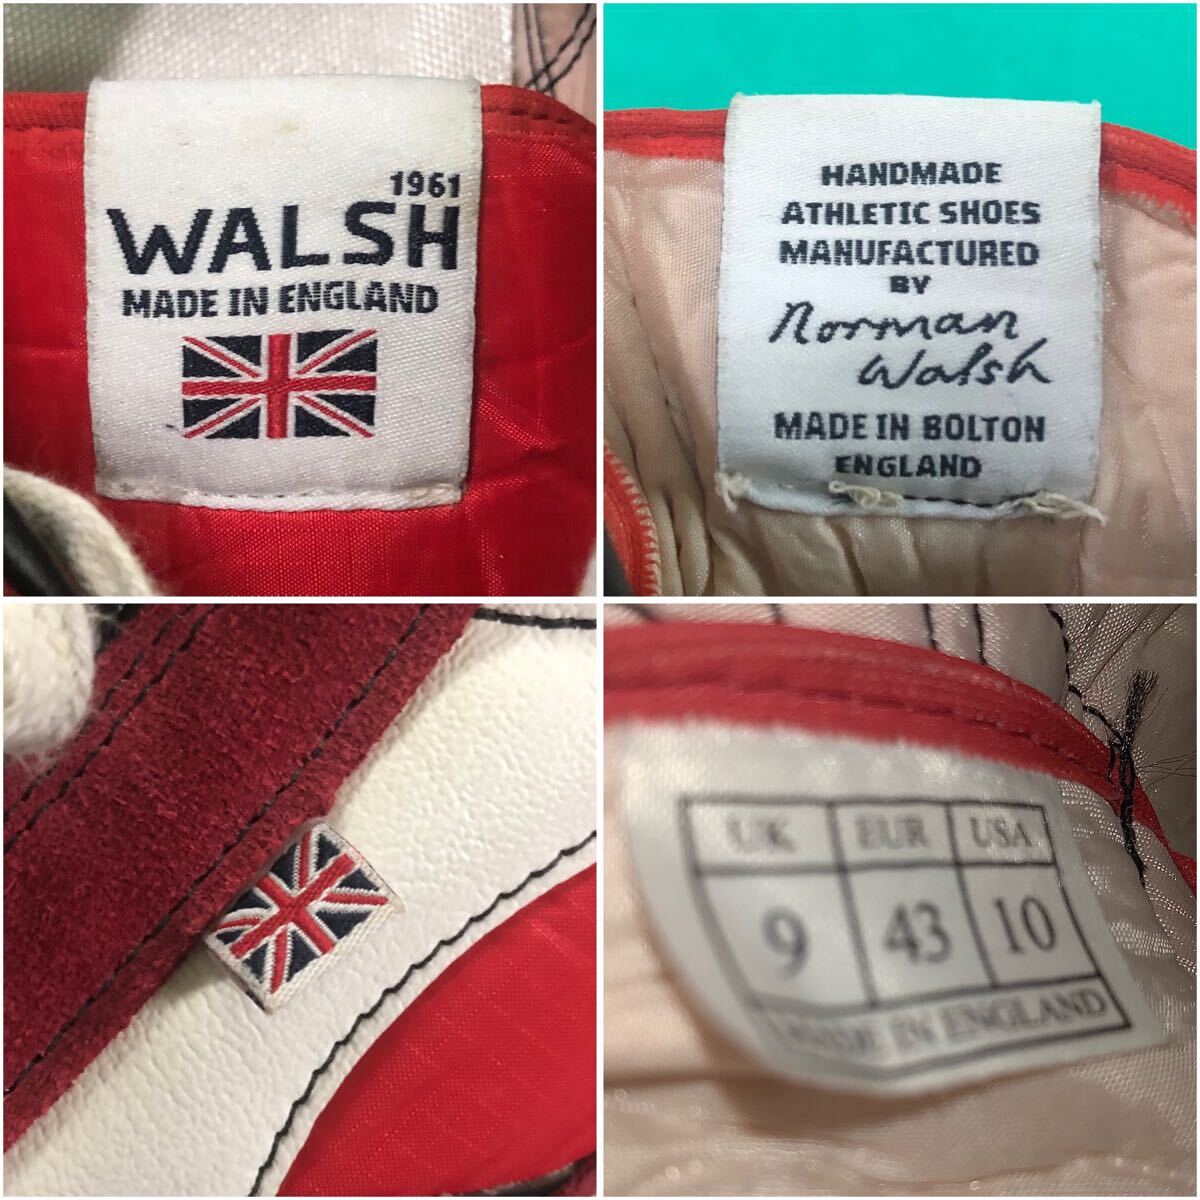 1961
WALSH
MADE IN ENGLAND
HANDMADE
ATHLETIC SHOES
MANUFACTURED
BY
Norman
Walsh
MADE IN BOLTON
ENGLAND
UK EUR USA
9 43 10
MADE IN ENGLAND